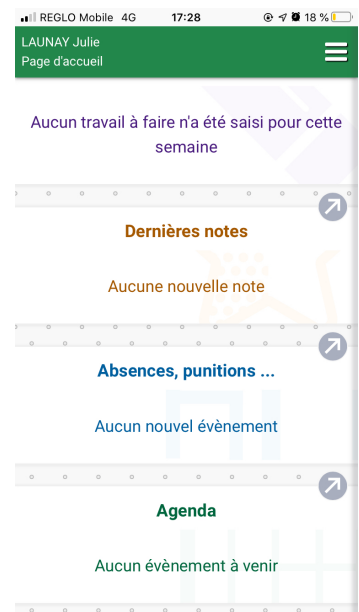 REGLO Mobile 4G 17:28 18 %
LAUNAY Julie
Page d'accueil
Aucun travail à faire n'a été saisi pour cette
semaine
Dernières notes
Aucune nouvelle note
Absences, punitions ...
Aucun nouvel évènement
Agenda
Aucun évènement à venir